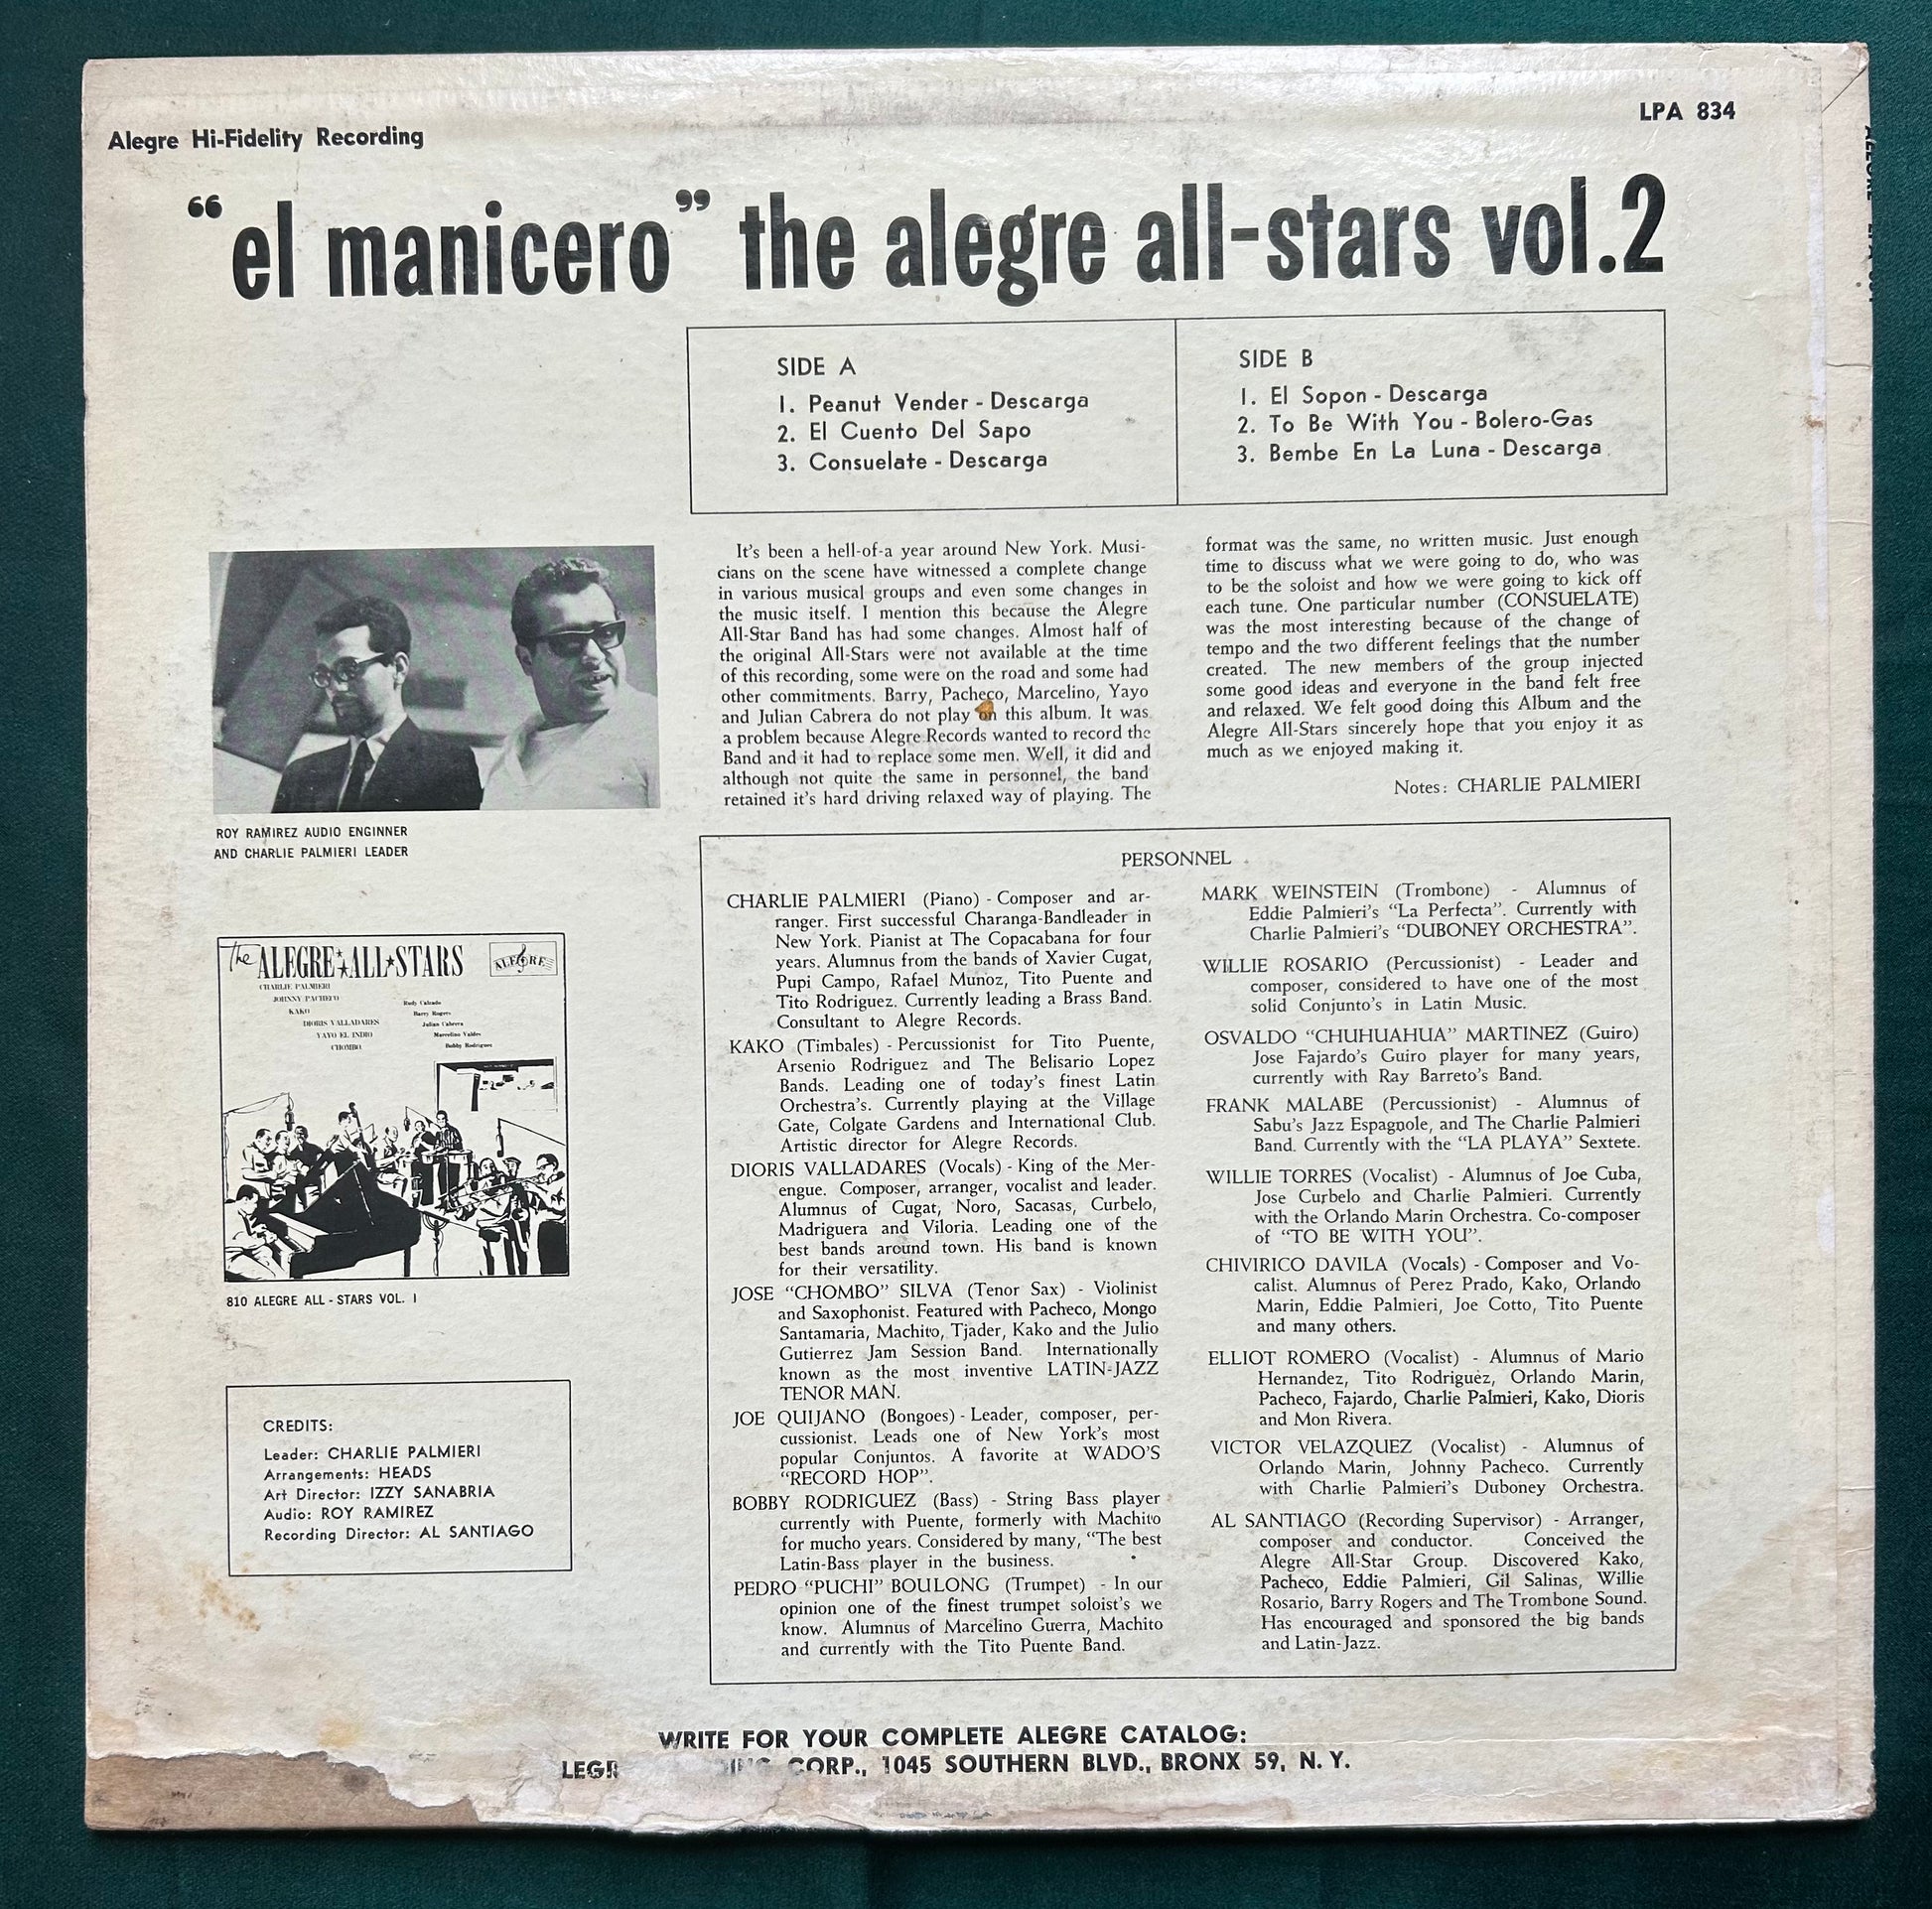 Alegre Hi-Fidelity Recording
LPA 834
“el manicero” the alegre all-stars vol.2
SIDE A
1. Peanut Vender - Descarga
2. El Cuento Del Sapo
3. Consuelate - Descarga
SIDE B
1. El Sopon - Descarga
2. To Be With You - Bolero-Gas
3. Bembe En La Luna - Descarga
It's been a hell-of-a year around New York. Musi-
cians on the scene have witnessed a complete change
in various musical groups and even some changes in
the music itself. I mention this because the Alegre
All-Star Band has had some changes. Almost half of
the original All-Stars were not available at the time
of this recording, some were on the road and some had
other commitments. Barry, Pacheco, Marcelino, Yayo
and Julian Cabrera do not play on this album. It was
a problem because Alegre Records wanted to record the
Band and it had to replace some men. Well, it did and
although not quite the same in personnel, the band
retained it's hard driving relaxed way of playing. The
format was the same, no written music. Just enough
time to discuss what we were going to do, who was
to be the soloist and how we were going to kick off
each tune. One particular number (CONSUELATE)
was the most interesting because of the change of
tempo and the two different feelings that the number
created. The new members of the group injected
some good ideas and everyone in the band felt free
and relaxed. We felt good doing this Album and the
Alegre All-Stars sincerely hope that you enjoy it as
much as we enjoyed making it.
Notes: CHARLIE PALMIERI
ROY RAMIREZ AUDIO ENGINNER
AND CHARLIE PALMIERI LEADER
the ALEGRE ALL STARS
ALEGRE
CHARLIE PALMIERI
JOHNNY PACHECO
KAKO
DIORIS VALLADARES
YAYO EL INDIO
CHOMBO
Rudy Calzado
Barry Rogers
Julian Cabrera
Marcelino Valdes
Bobby Rodriguez
810 ALEGRE ALL - STARS VOL. I
CREDITS:
Leader: CHARLIE PALMIERI
Arrangements: HEADS
Art Director: IZZY SANABRIA
Audio: ROY RAMIREZ
Recording Director: AL SANTIAGO
PERSONNEL
CHARLIE PALMIERI (Piano) - Composer and ar-
ranger. First successful Charanga-Bandleader in
New York. Pianist at The Copacabana for four
years. Alumnus from the bands of Xavier Cugat,
Pupi Campo, Rafael Munoz, Tito Puente and
Tito Rodriguez. Currently leading a Brass Band.
Consultant to Alegre Records.
KAKO (Timbales) - Percussionist for Tito Puente,
Arsenio Rodriguez and The Belisario Lopez
Bands. Leading one of today's finest Latin
Orchestra's. Currently playing at the Village
Gate, Colgate Gardens and International Club.
Artistic director for Alegre Records.
DIORIS VALLADARES (Vocals) - King of the Mer-
engue. Composer, arranger, vocalist and leader.
Alumnus of Cugat, Noro, Sacasas, Curbelo,
Madriguera and Viloria. Leading one of the
best bands around town. His band is known
for their versatility.
JOSE “CHOMBO” SILVA (Tenor Sax) - Violinist
and Saxophonist. Featured with Pacheco, Mongo
Santamaria, Machito, Tjader, Kako and the Julio
Gutierrez Jam Session Band. Internationally
known as the most inventive LATIN-JAZZ
TENOR MAN.
JOE QUIJANO (Bongoes) - Leader, composer, per-
cussionist. Leads one of New York's most
popular Conjuntos. A favorite at WADO'S
“RECORD HOP”.
BOBBY RODRIGUEZ (Bass) - String Bass player
currently with Puente, formerly with Machito
for mucho years. Considered by many, “The best
Latin-Bass player in the business.
PEDRO “PUCHI” BOULONG (Trumpet) - In our
opinion one of the finest trumpet soloist's we
know. Alumnus of Marcelino Guerra, Machito
and currently with the Tito Puente Band.
MARK WEINSTEIN (Trombone) - Alumnus of
Eddie Palmieri's “La Perfecta”. Currently with
Charlie Palmieri's “DUBONEY ORCHESTRA”.
WILLIE ROSARIO (Percussionist) - Leader and
composer, considered to have one of the most
solid Conjunto's in Latin Music.
OSVALDO “CHUHUAHUA” MARTINEZ (Guiro)
Jose Fajardo's Guiro player for many years,
currently with Ray Barreto's Band.
FRANK MALABE (Percussionist) - Alumnus of
Sabu's Jazz Espagnole, and The Charlie Palmieri
Band. Currently with the “LA PLAYA” Sextete.
WILLIE TORRES (Vocalist) - Alumnus of Joe Cuba,
Jose Curbelo and Charlie Palmieri. Currently
with the Orlando Marin Orchestra. Co-composer
of “TO BE WITH YOU”.
CHIVIRICO DAVILA (Vocals) - Composer and Vo-
calist. Alumnus of Perez Prado, Kako, Orlando
Marin, Eddie Palmieri, Joe Cotto, Tito Puente
and many others.
ELLIOT ROMERO (Vocalist) - Alumnus of Mario
Hernandez, Tito Rodriguez, Orlando Marin,
Pacheco, Fajardo, Charlie Palmieri, Kako, Dioris
and Mon Rivera.
VICTOR VELAZQUEZ (Vocalist) - Alumnus of
Orlando Marin, Johnny Pacheco. Currently
with Charlie Palmieri's Duboney Orchestra.
AL SANTIAGO (Recording Supervisor) - Arranger,
composer and conductor. Conceived the
Alegre All-Star Group. Discovered Kako,
Pacheco, Eddie Palmieri, Gil Salinas, Willie
Rosario, Barry Rogers and The Trombone Sound.
Has encouraged and sponsored the big bands
and Latin-Jazz.
WRITE FOR YOUR COMPLETE ALEGRE CATALOG:
CORP., 1045 SOUTHERN BLVD., BRONX 59, N. Y.